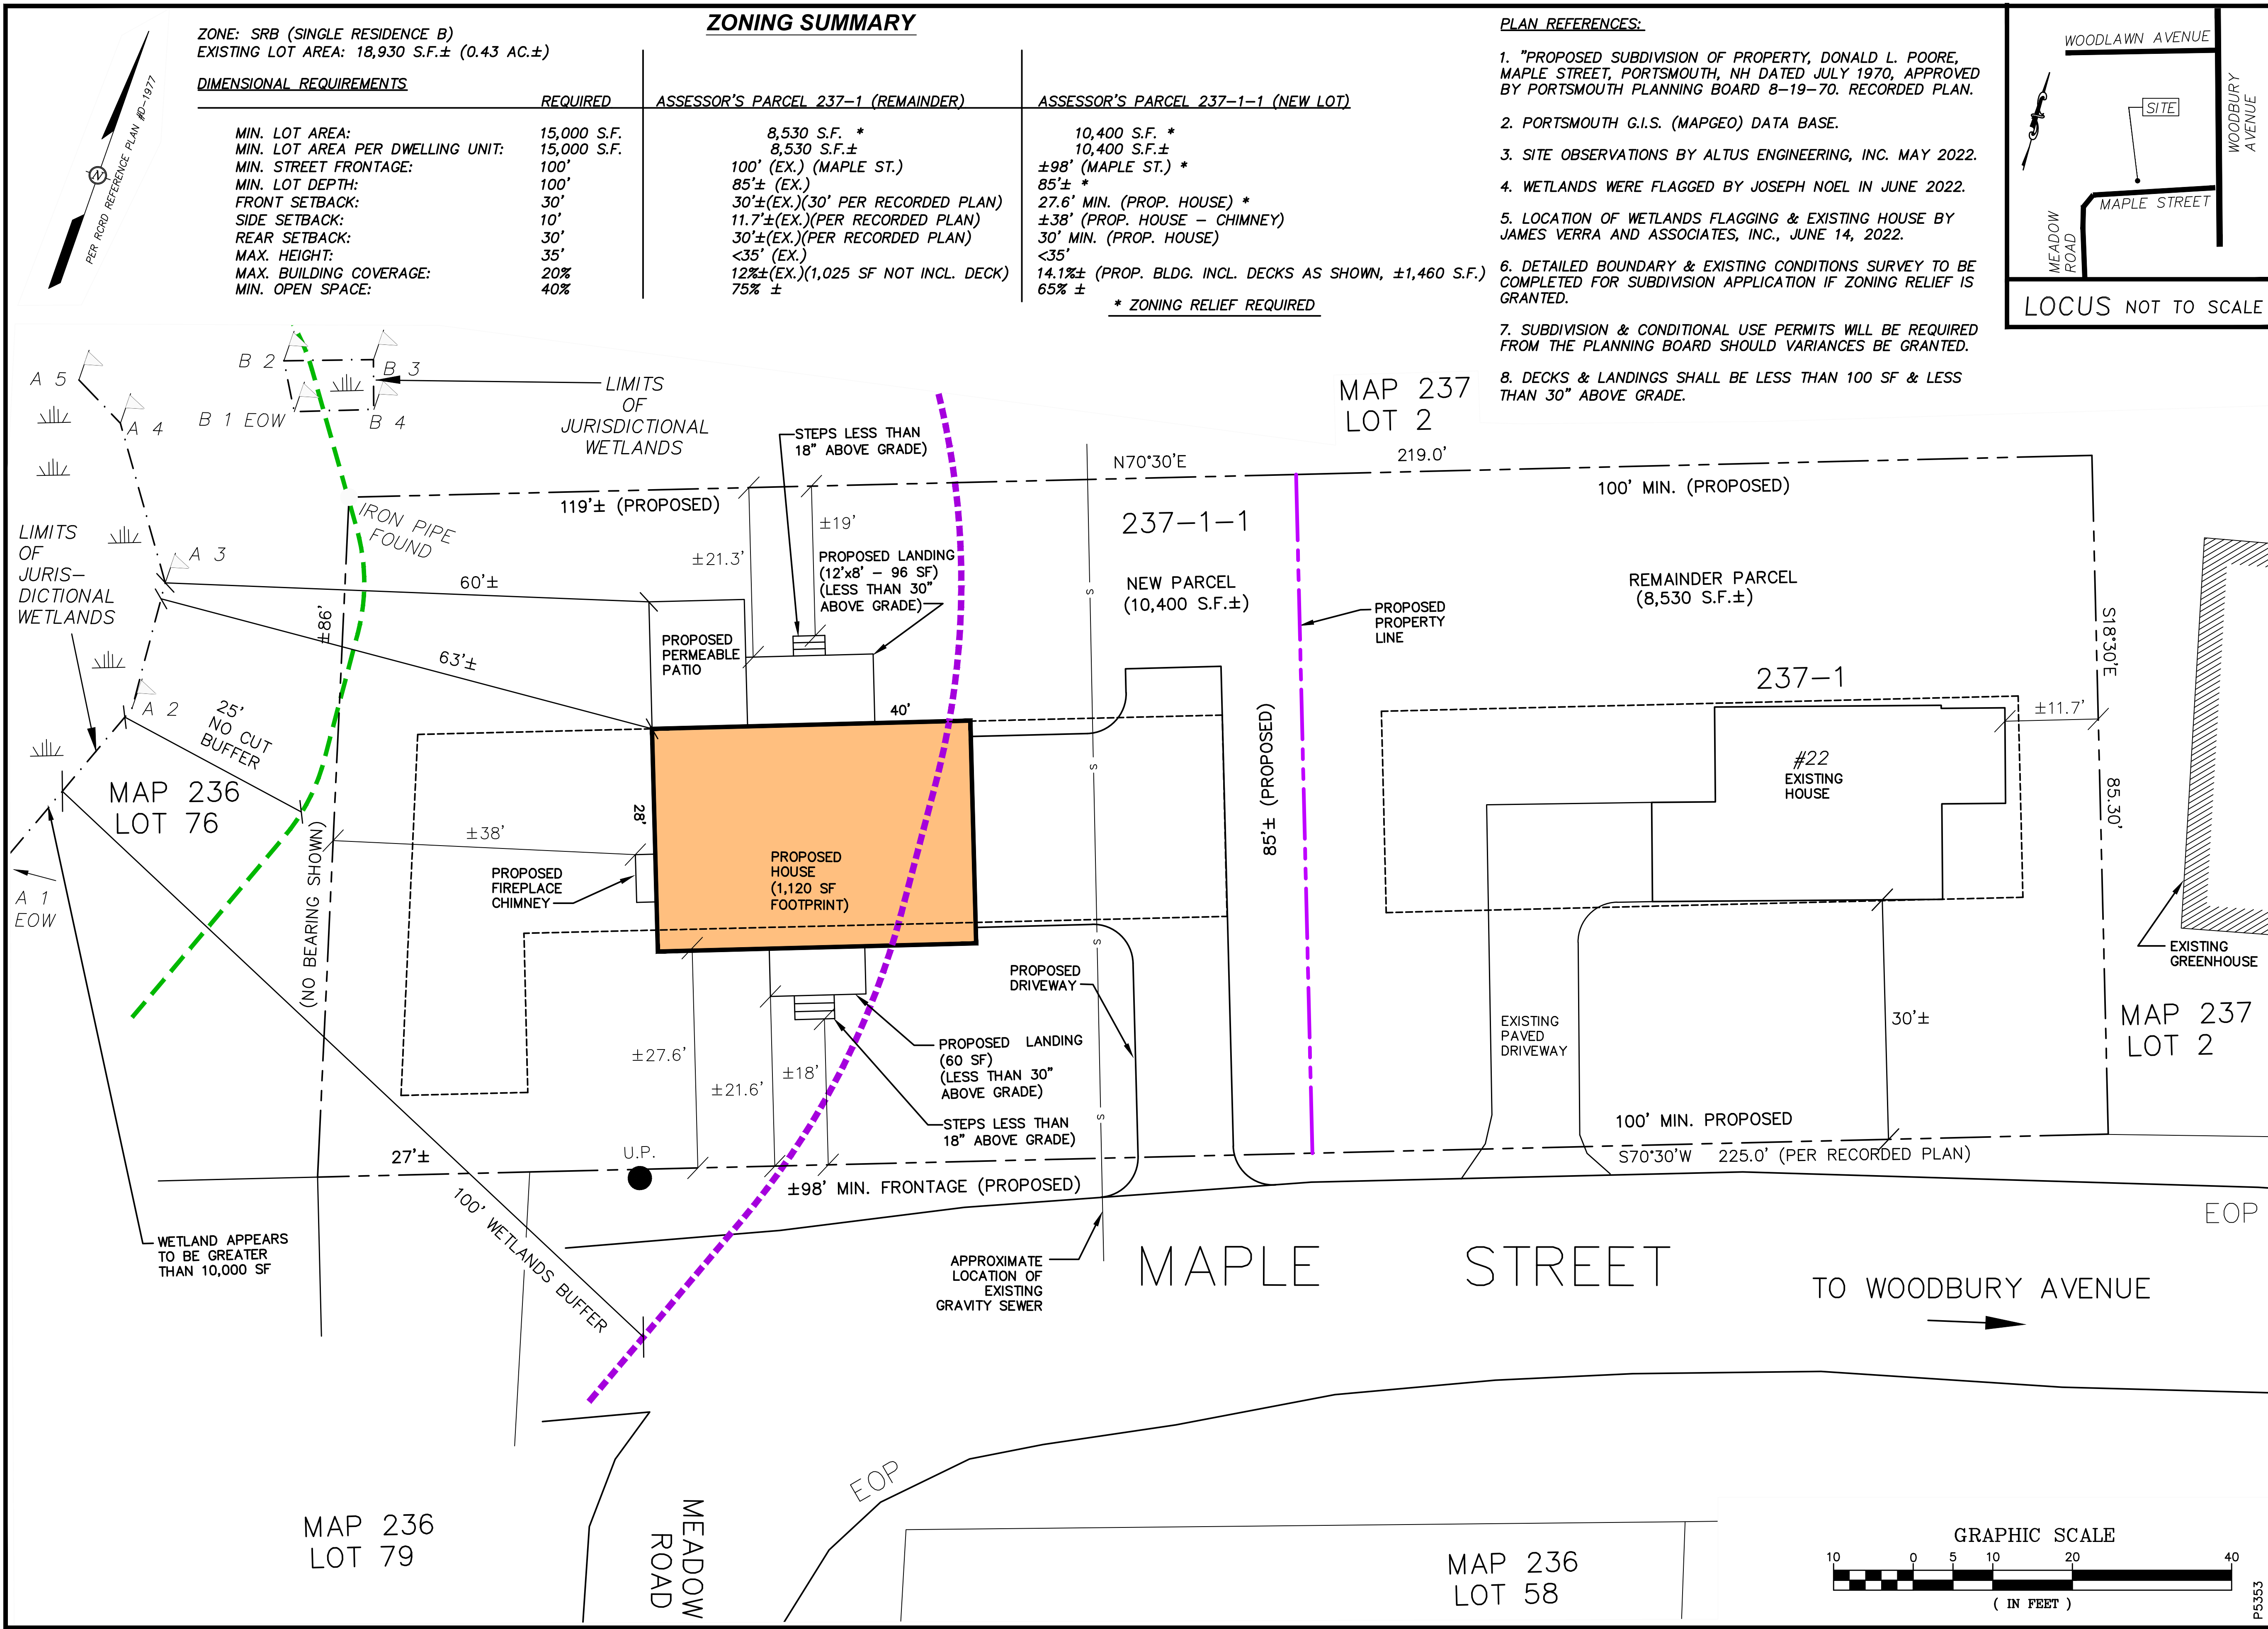 ZONING SUMMARY
ZONE: SRB (SINGLE RESIDENCE B)
EXISTING LOT AREA: 18,930 S.F.± (0.43 AC.±)
DIMENSIONAL REQUIREMENTS
REQUIRED ASSESSOR'S PARCEL 237-1 (REMAINDER) ASSESSOR'S PARCEL 237-1-1 (NEW LOT)
MIN. LOT AREA: 15,000 S.F. 8,530 S.F. * 10,400 S.F. *
MIN. LOT AREA PER DWELLING UNIT: 15,000 S.F. 8,530 S.F.± 10,400 S.F.±
MIN. STREET FRONTAGE: 100' 100' (EX.) (MAPLE ST.) ±98' (MAPLE ST.) *
MIN. LOT DEPTH: 100' 85'± (EX.) 85'± *
FRONT SETBACK: 30' 30'±(EX.)(30' PER RECORDED PLAN) 27.6' MIN. (PROP. HOUSE) *
SIDE SETBACK: 10' 11.7'±(EX.)(PER RECORDED PLAN) ±38' (PROP. HOUSE – CHIMNEY)
REAR SETBACK: 30' 30'±(EX.)(PER RECORDED PLAN) 30' MIN. (PROP. HOUSE)
MAX. HEIGHT: 35' <35' (EX.) <35'
MAX. BUILDING COVERAGE: 20% 12%±(EX.)(1,025 SF NOT INCL. DECK) 14.1%± (PROP. BLDG. INCL. DECKS AS SHOWN, ±1,460 S.F.)
MIN. OPEN SPACE: 40% 75% ± 65% ±
* ZONING RELIEF REQUIRED
N
PER RCRD REFERENCE PLAN #D-1977
PLAN REFERENCES:
1. "PROPOSED SUBDIVISION OF PROPERTY, DONALD L. POORE,
MAPLE STREET, PORTSMOUTH, NH DATED JULY 1970, APPROVED
BY PORTSMOUTH PLANNING BOARD 8-19-70. RECORDED PLAN.
2. PORTSMOUTH G.I.S. (MAPGEO) DATA BASE.
3. SITE OBSERVATIONS BY ALTUS ENGINEERING, INC. MAY 2022.
4. WETLANDS WERE FLAGGED BY JOSEPH NOEL IN JUNE 2022.
5. LOCATION OF WETLANDS FLAGGING & EXISTING HOUSE BY
JAMES VERRA AND ASSOCIATES, INC., JUNE 14, 2022.
6. DETAILED BOUNDARY & EXISTING CONDITIONS SURVEY TO BE
COMPLETED FOR SUBDIVISION APPLICATION IF ZONING RELIEF IS
GRANTED.
7. SUBDIVISION & CONDITIONAL USE PERMITS WILL BE REQUIRED
FROM THE PLANNING BOARD SHOULD VARIANCES BE GRANTED.
8. DECKS & LANDINGS SHALL BE LESS THAN 100 SF & LESS
THAN 30" ABOVE GRADE.
WOODLAWN AVENUE
WOODBURY
AVENUE
SITE
MAPLE STREET
MEADOW
ROAD
LOCUS NOT TO SCALE
A 5
A 4
B 2
B 3
B 1 EOW
B 4
LIMITS
OF
JURISDICTIONAL
WETLANDS
STEPS LESS THAN
18" ABOVE GRADE)
MAP 237
LOT 2
N70°30'E
219.0'
119'± (PROPOSED)
100' MIN. (PROPOSED)
IRON PIPE
FOUND
LIMITS
OF
JURIS-
DICTIONAL
WETLANDS
A 3
60'±
±86'
±21.3'
±19'
PROPOSED LANDING
(12'x8' – 96 SF)
(LESS THAN 30"
ABOVE GRADE)
237-1-1
NEW PARCEL
(10,400 S.F.±)
S
PROPOSED
PROPERTY
LINE
REMAINDER PARCEL
(8,530 S.F.±)
S18°30'E
63'±
PROPOSED
PERMEABLE
PATIO
237-1
A 2
25'
NO CUT
BUFFER
40'
85'± (PROPOSED)
±11.7'
#22
EXISTING
HOUSE
S
85.30'
MAP 236
LOT 76
28'
±38'
(NO BEARING SHOWN)
PROPOSED
HOUSE
(1,120 SF
FOOTPRINT)
PROPOSED
FIREPLACE
CHIMNEY
A 1
EOW
S
EXISTING
GREENHOUSE
PROPOSED
DRIVEWAY
EXISTING
PAVED
DRIVEWAY
30'±
MAP 237
LOT 2
±27.6'
±21.6'
±18'
PROPOSED LANDING
(60 SF)
(LESS THAN 30"
ABOVE GRADE)
STEPS LESS THAN
18" ABOVE GRADE)
S
100' MIN. PROPOSED
27'±
U.P.
S70°30'W 225.0' (PER RECORDED PLAN)
±98' MIN. FRONTAGE (PROPOSED)
100' WETLANDS BUFFER
WETLAND APPEARS
TO BE GREATER
THAN 10,000 SF
EOP
APPROXIMATE
LOCATION OF
EXISTING
GRAVITY SEWER
MAPLE STREET
TO WOODBURY AVENUE
EOP
MEADOW
ROAD
MAP 236
LOT 79
MAP 236
LOT 58
GRAPHIC SCALE
10 0 5 10 20 40
( IN FEET )
P5353